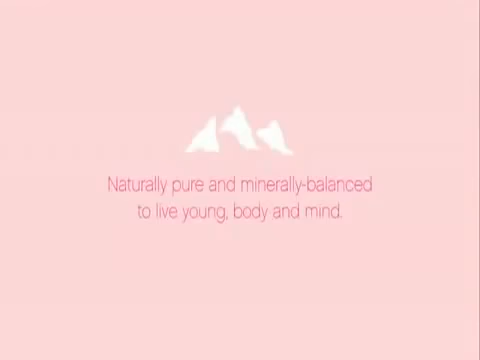 Naturally pure and minerally-balanced
to live young, body and mind.